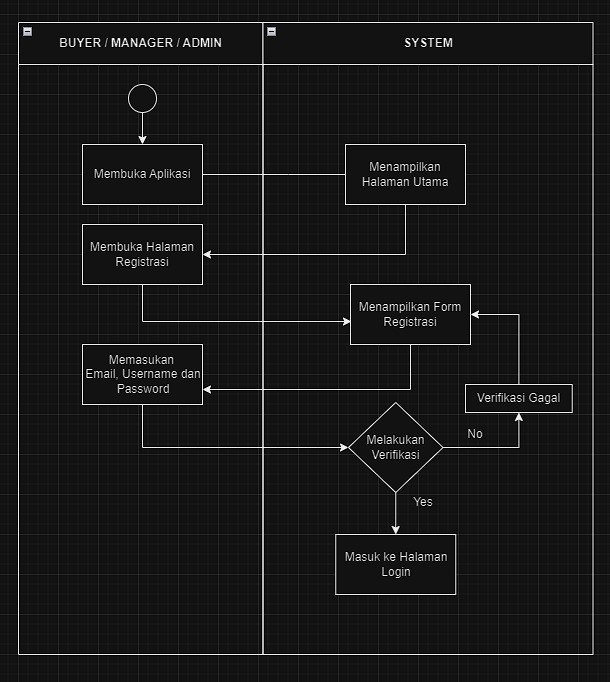 BUYER / MANAGER / ADMIN
SYSTEM
Membuka Aplikasi
Menampilkan
Halaman Utama
Membuka Halaman
Registrasi
Menampilkan Form
Registrasi
Memasukan
Email, Username dan
Password
Verifikasi Gagal
Melakukan
Verifikasi
No
Yes
Masuk ke Halaman
Login